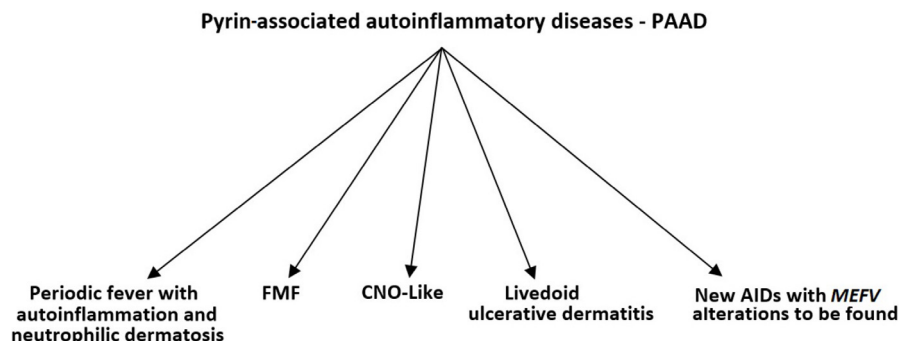 Pyrin-associated autoinflammatory diseases - PAAD
Periodic fever with
autoinflammation and
neutrophilic dermatosis
FMF
CNO-Like
Livedoid
ulcerative dermatitis
New AIDs with MEFV
alterations to be found